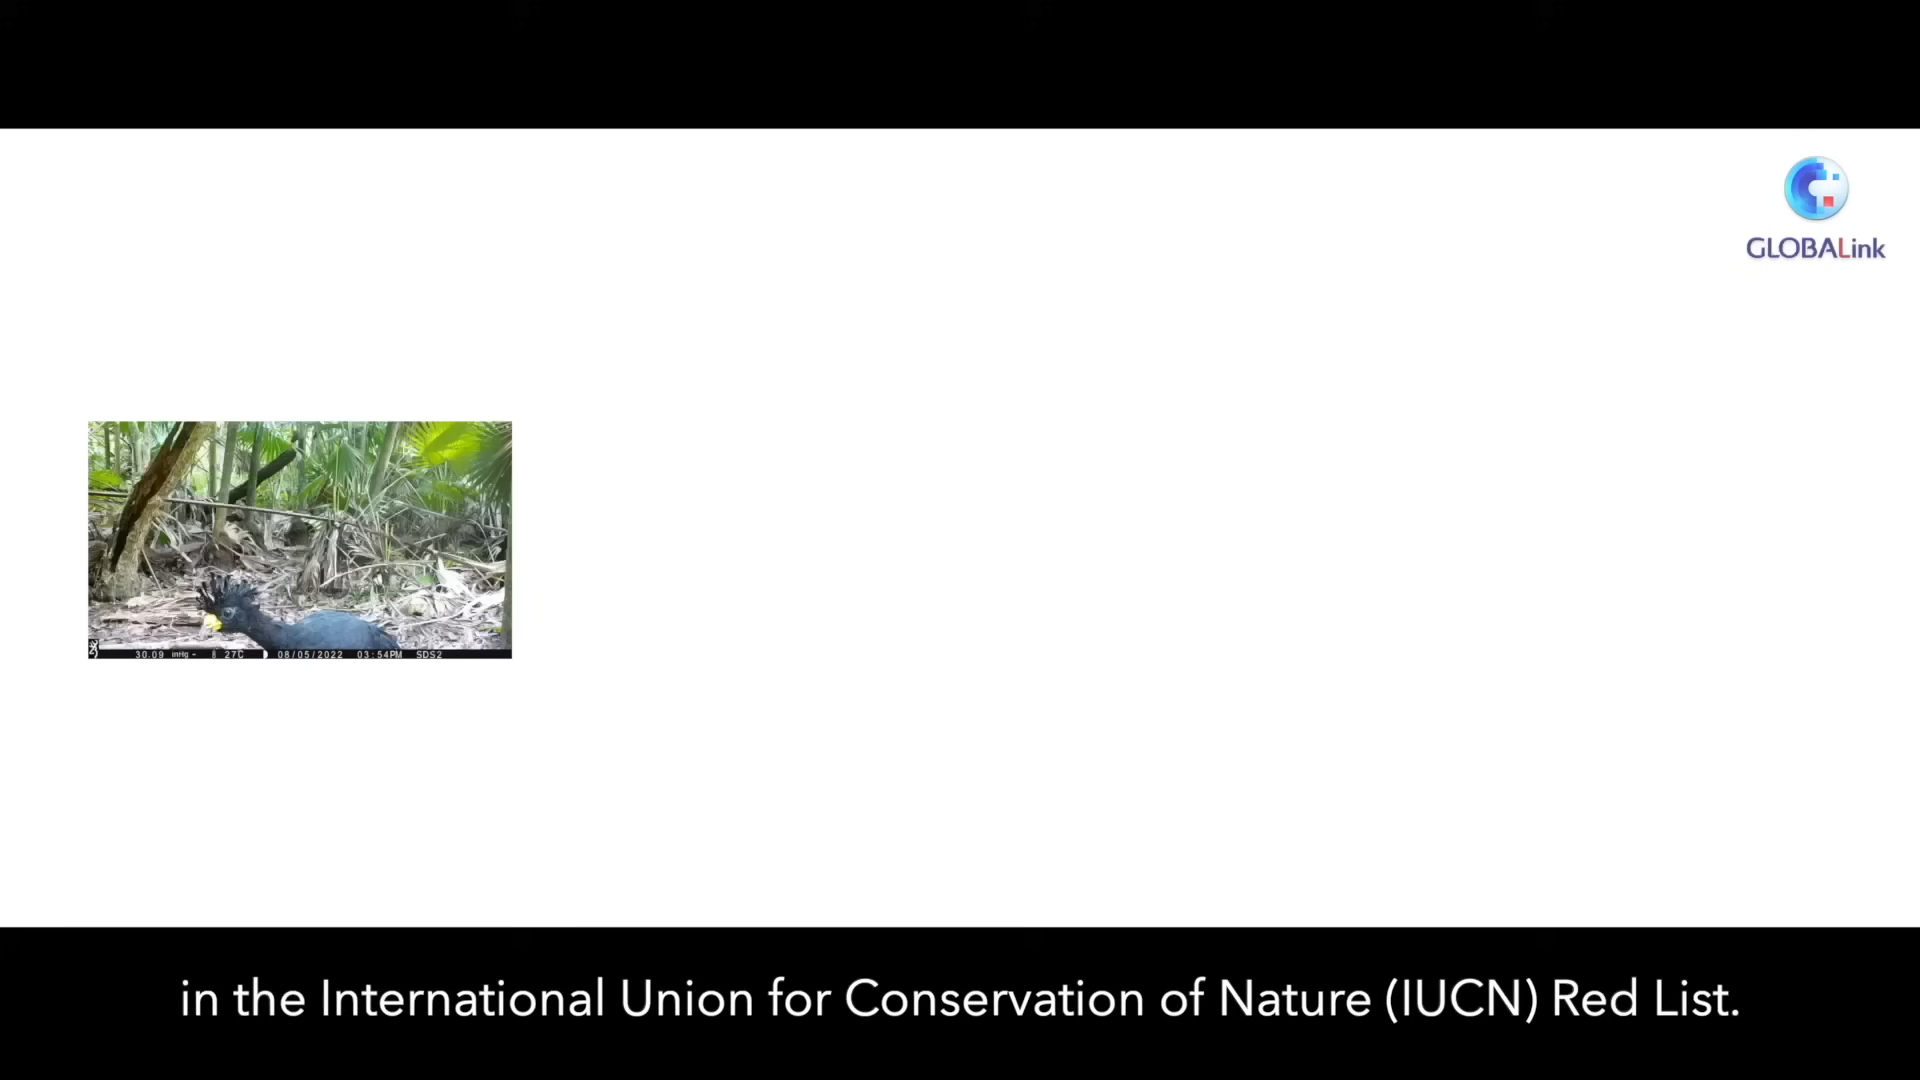 GLOBALink
30.09 inHg 27C 08/05/2022 03:54PM SDS2
in the International Union for Conservation of Nature (IUCN) Red List.